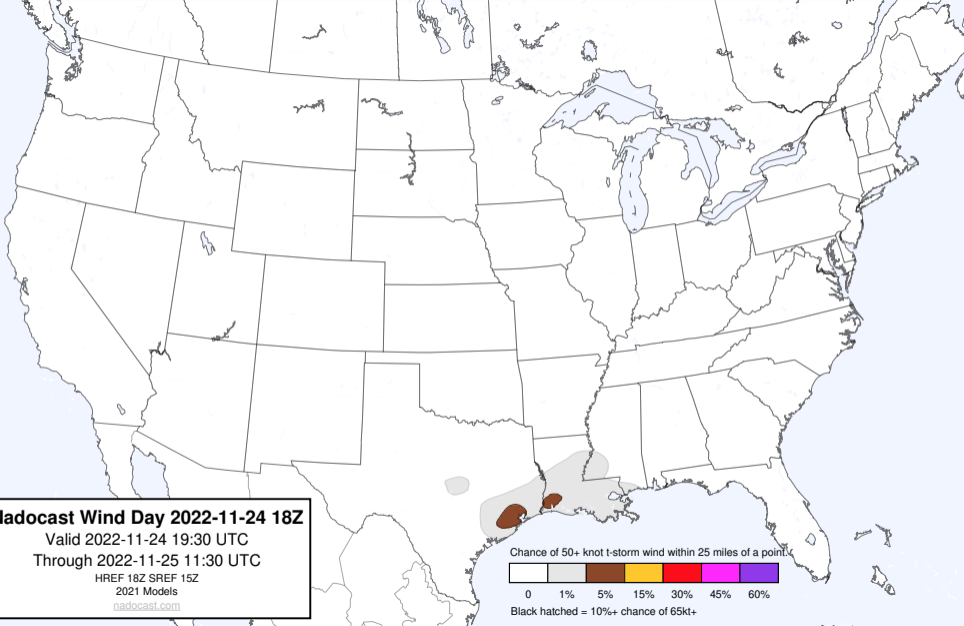 Nadocast Wind Day 2022-11-24 18Z
Valid 2022-11-24 19:30 UTC
Through 2022-11-25 11:30 UTC
HREF 18Z SREF 15Z
2021 Models
nadocast.com
Chance of 50+ knot t-storm wind within 25 miles of a point.
0 1% 5% 15% 30% 45% 60%
Black hatched = 10%+ chance of 65kt+